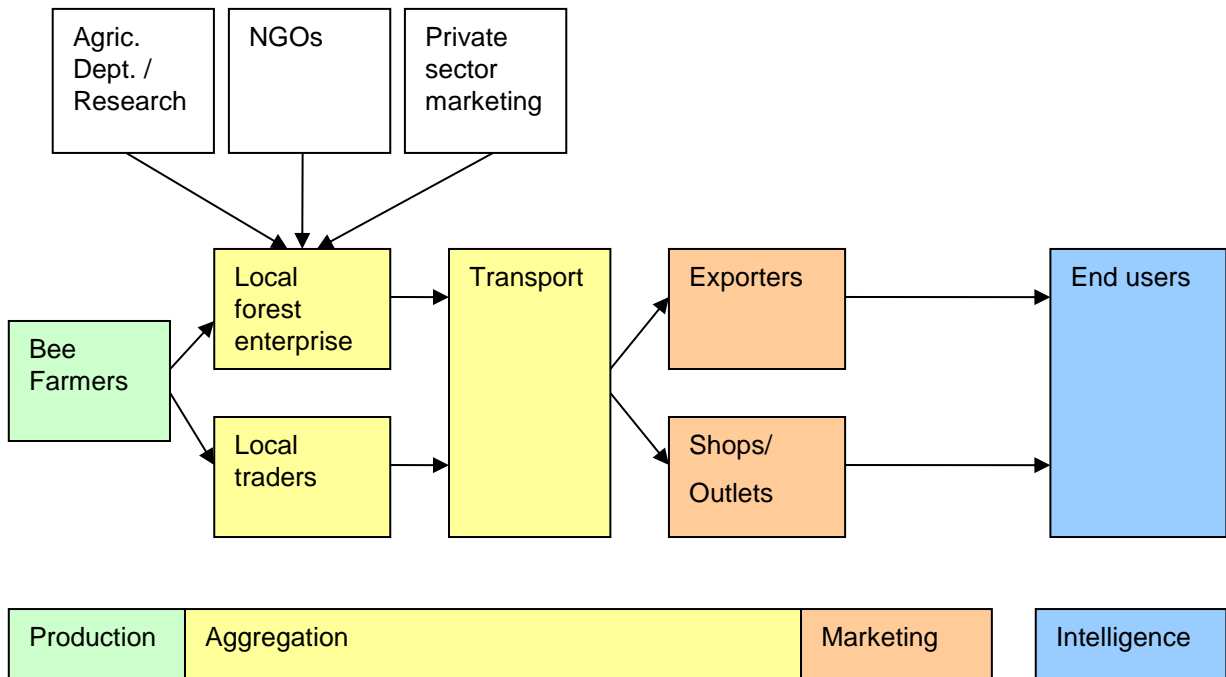 Agric.
Dept. /
Research
NGOs
Private
sector
marketing
Local
forest
enterprise
Transport
Exporters
End users
Bee
Farmers
Local
traders
Shops/
Outlets
Production
Aggregation
Marketing
Intelligence